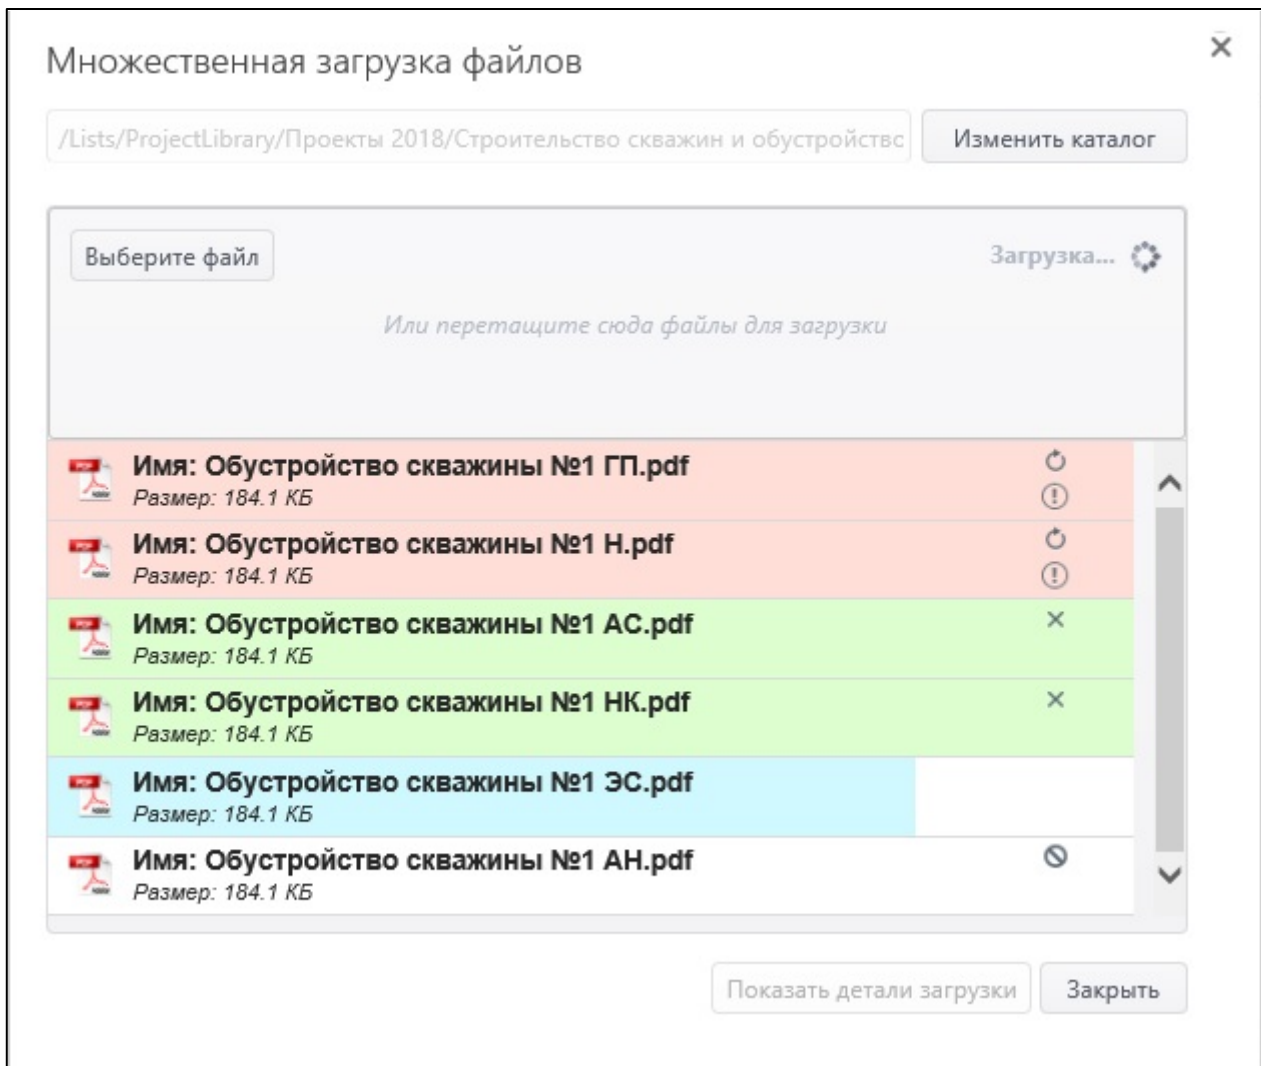 Множественная загрузка файлов
/Lists/ProjectLibrary/Проекты 2018/Строительство скважин и обустройство
Изменить каталог
Выберите файл
Загрузка...
Или перетащите сюда файлы для загрузки
Имя: Обустройство скважины №1 ГП.pdf
Размер: 184.1 КБ
Имя: Обустройство скважины №1 Н.pdf
Размер: 184.1 КБ
Имя: Обустройство скважины №1 АС.pdf
Размер: 184.1 КБ
Имя: Обустройство скважины №1 НК.pdf
Размер: 184.1 КБ
Имя: Обустройство скважины №1 ЭС.pdf
Размер: 184.1 КБ
Имя: Обустройство скважины №1 АН.pdf
Размер: 184.1 КБ
Показать детали загрузки
Закрыть